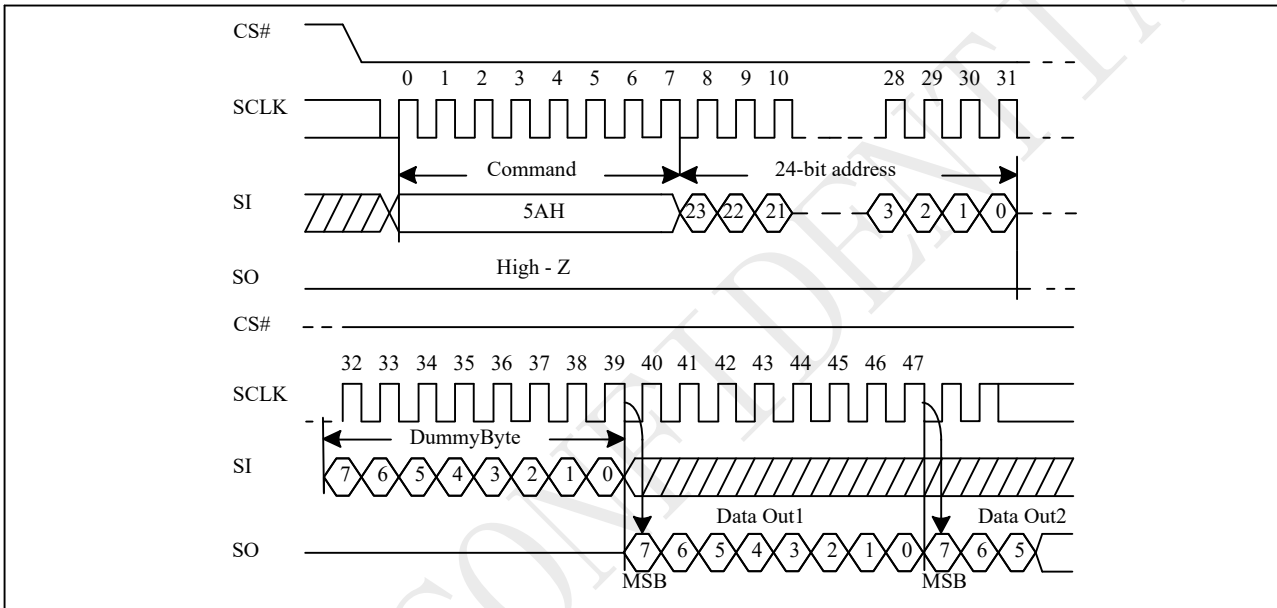 CS#
0 1 2 3 4 5 6 7 8 9 10 28 29 30 31
SCLK
Command 24-bit address
SI 5AH 23 22 21 3 2 1 0
High - Z
SO
CS#
32 33 34 35 36 37 38 39 40 41 42 43 44 45 46 47
SCLK
DummyByte
SI 7 6 5 4 3 2 1 0
Data Out1 Data Out2
SO 7 6 5 4 3 2 1 0 7 6 5
MSB MSB
CONFIDENTIA